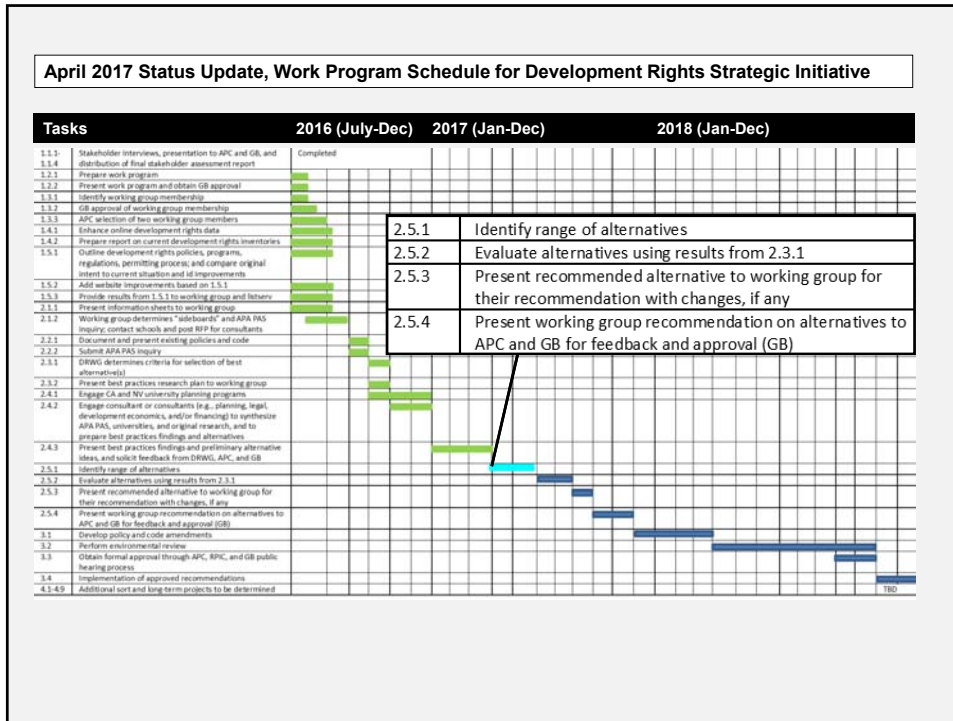 April 2017 Status Update, Work Program Schedule for Development Rights Strategic Initiative
Tasks 2016 (July-Dec) 2017 (Jan-Dec) 2018 (Jan-Dec)
1.1.1- Stakeholder interviews, presentation to APC and GB, and Completed
1.1.4 distribution of final stakeholder assessment report
1.2.1 Prepare work program
1.2.2 Present work program and obtain GB approval
1.3.1 Identify working group membership
1.3.2 GB approval of working group membership
1.3.3 APC selection of two working group members
1.4.1 Enhance online development rights data
1.4.2 Prepare report on current development rights inventories
1.5.1 Outline development rights policies, programs,
regulations, permitting process; and compare original
intent to current situation and id improvements
1.5.2 Add website improvements based on 1.5.1
1.5.3 Provide results from 1.5.1 to working group and listserv
2.1.1 Present information sheets to working group
2.1.2 Working group determines "sideboards" and APA PAS
inquiry; contact schools and post RFP for consultants
2.2.1 Document and present existing policies and code
2.2.2 Submit APA PAS inquiry
2.3.1 DRWG determines criteria for selection of best
alternative(s)
2.3.2 Present best practices research plan to working group
2.4.1 Engage CA and NV university planning programs
2.4.2 Engage consultant or consultants (e.g., planning, legal,
development economics, and/or financing) to synthesize
APA PAS, universities, and original research, and to
prepare best practices findings and alternatives
2.4.3 Present best practices findings and preliminary alternative
ideas, and solicit feedback from DRWG, APC, and GB
2.5.1 Identify range of alternatives
2.5.2 Evaluate alternatives using results from 2.3.1
2.5.3 Present recommended alternative to working group for
their recommendation with changes, if any
2.5.4 Present working group recommendation on alternatives to
APC and GB for feedback and approval (GB)
3.1 Develop policy and code amendments
3.2 Perform environmental review
3.3 Obtain formal approval through APC, RPIC, and GB public
hearing process
3.4 Implementation of approved recommendations
4.1-4.9 Additional sort and long-term projects to be determined TBD
2.5.1 Identify range of alternatives
2.5.2 Evaluate alternatives using results from 2.3.1
2.5.3 Present recommended alternative to working group for
their recommendation with changes, if any
2.5.4 Present working group recommendation on alternatives to
APC and GB for feedback and approval (GB)